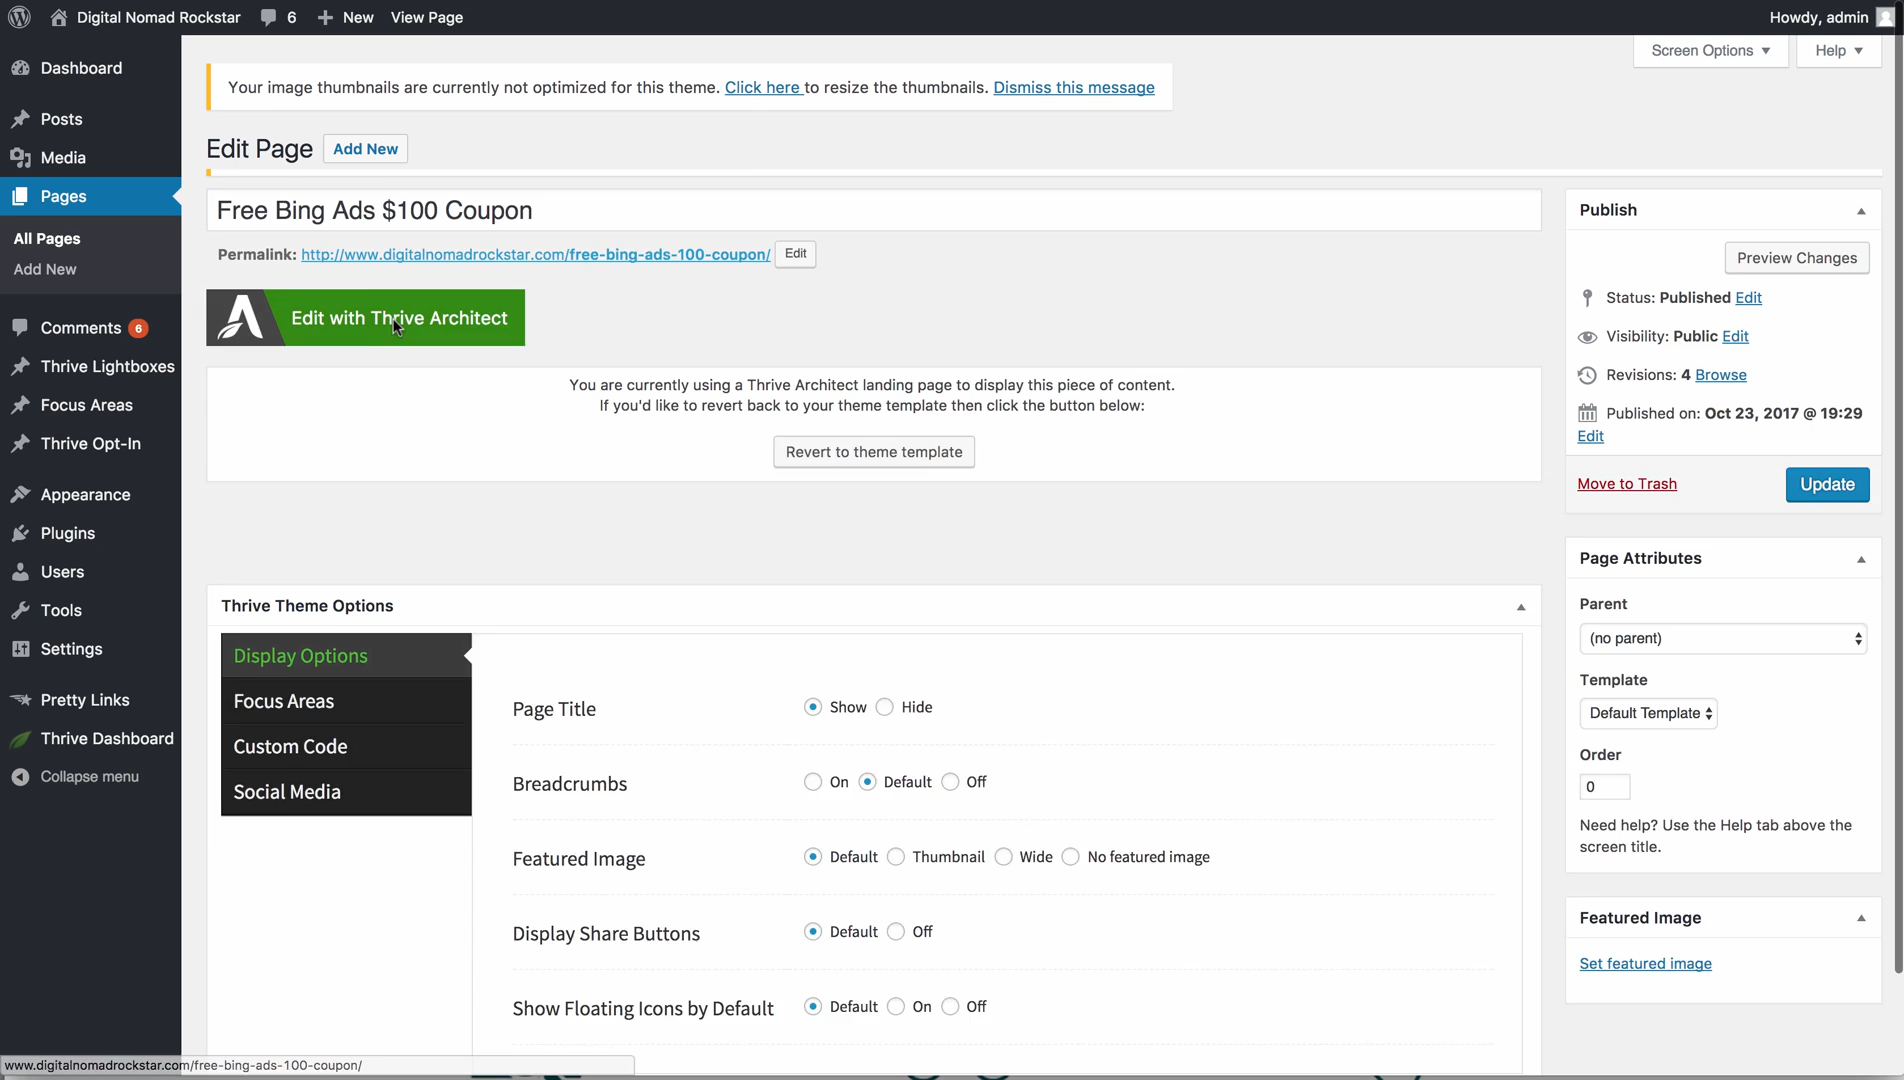 Digital Nomad Rockstar 6 New View Page Howdy, admin
Screen Options Help
Dashboard
Posts
Media
Pages
All Pages
Add New
Comments 6
Thrive Lightboxes
Focus Areas
Thrive Opt-In
Appearance
Plugins
Users
Tools
Settings
Pretty Links
Thrive Dashboard
Collapse menu
Your image thumbnails are currently not optimized for this theme. Click here to resize the thumbnails. Dismiss this message
Edit Page Add New
Free Bing Ads $100 Coupon
Permalink: http://www.digitalnomadrockstar.com/free-bing-ads-100-coupon/ Edit
Edit with Thrive Architect
You are currently using a Thrive Architect landing page to display this piece of content.
If you'd like to revert back to your theme template then click the button below:
Revert to theme template
Thrive Theme Options
Display Options
Focus Areas
Custom Code
Social Media
Page Title Show Hide
Breadcrumbs On Default Off
Featured Image Default Thumbnail Wide No featured image
Display Share Buttons Default Off
Show Floating Icons by Default Default On Off
Publish
Preview Changes
Status: Published Edit
Visibility: Public Edit
Revisions: 4 Browse
Published on: Oct 23, 2017 @ 19:29
Edit
Move to Trash Update
Page Attributes
Parent
(no parent)
Template
Default Template
Order
0
Need help? Use the Help tab above the
screen title.
Featured Image
Set featured image
www.digitalnomadrockstar.com/free-bing-ads-100-coupon/